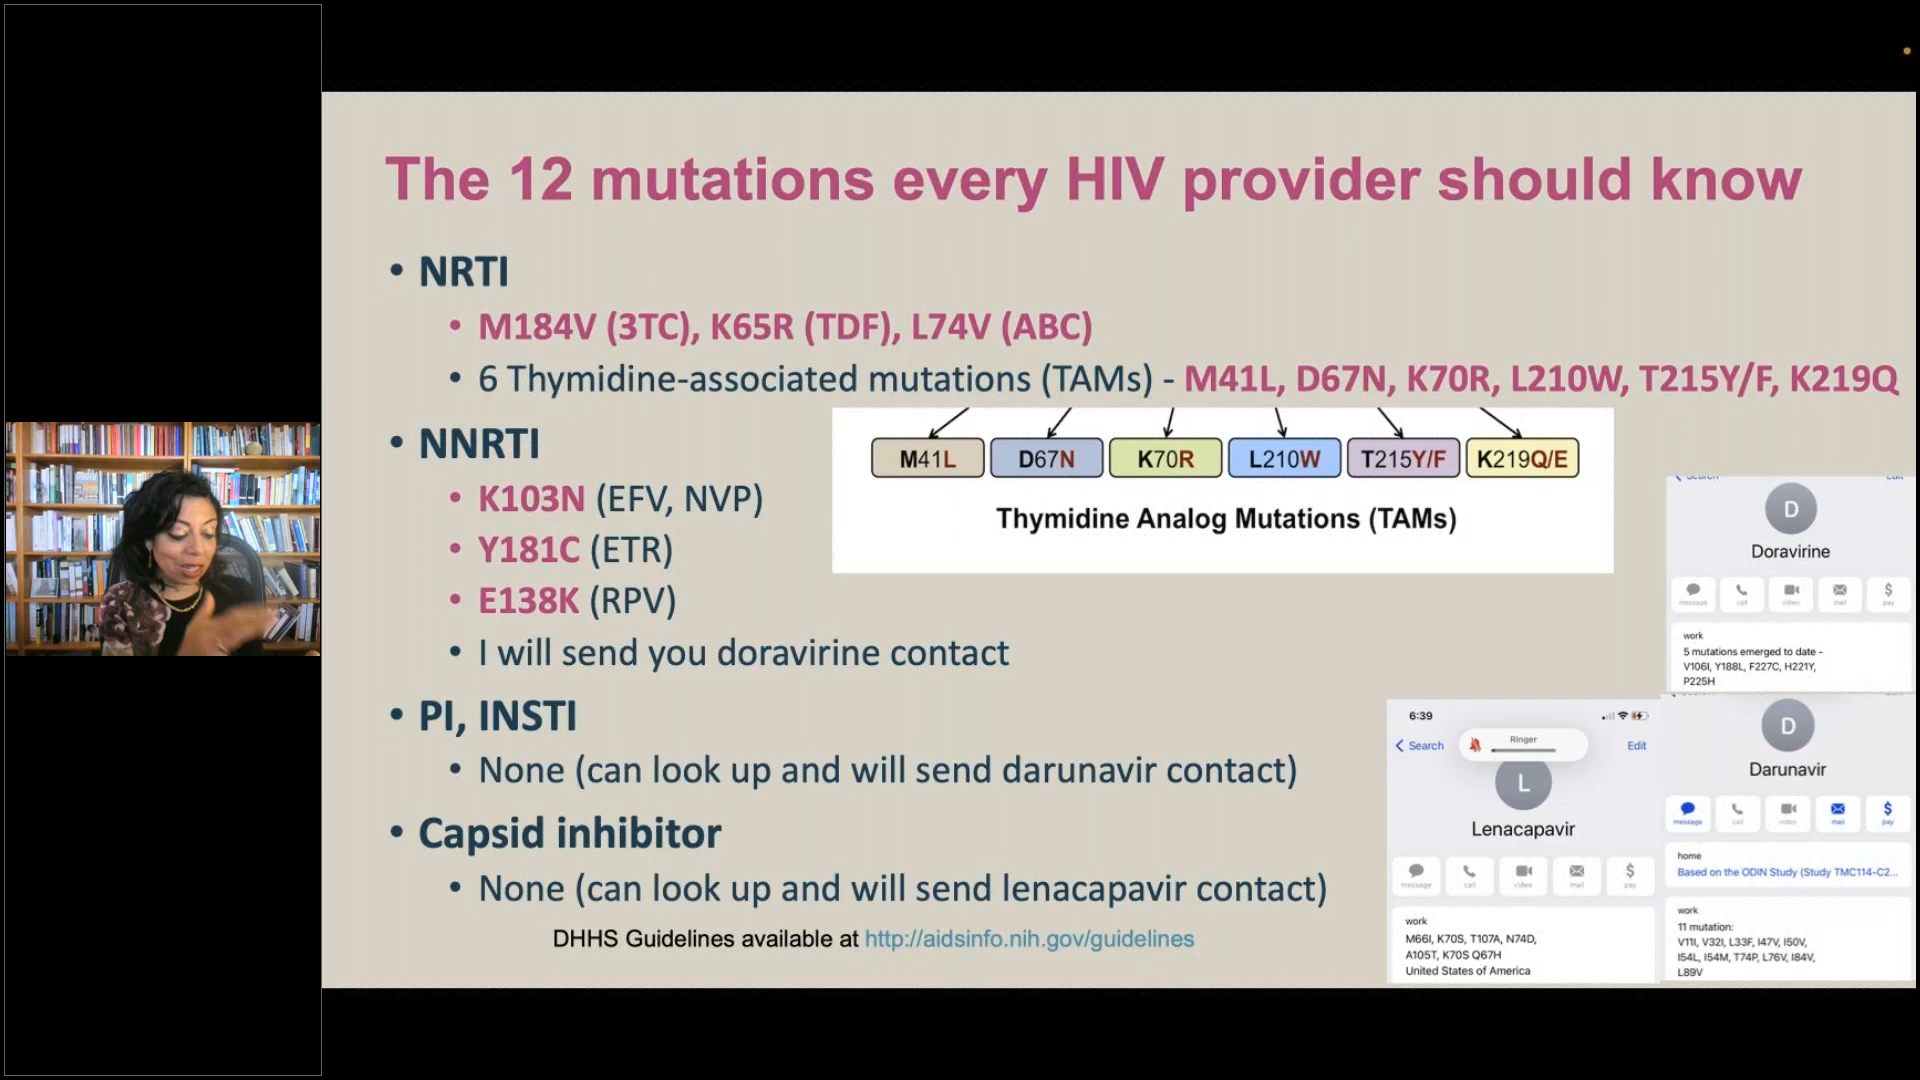 The 12 mutations every HIV provider should know
• NRTI
• M184V (3TC), K65R (TDF), L74V (ABC)
• 6 Thymidine-associated mutations (TAMs) - M41L, D67N, K70R, L210W, T215Y/F, K219Q
M41L D67N K70R L210W T215Y/F K219Q/E
Thymidine Analog Mutations (TAMs)
• NNRTI
• K103N (EFV, NVP)
• Y181C (ETR)
• E138K (RPV)
• I will send you doravirine contact
• PI, INSTI
• None (can look up and will send darunavir contact)
• Capsid inhibitor
• None (can look up and will send lenacapavir contact)
DHHS Guidelines available at http://aidsinfo.nih.gov/guidelines
D
Doravirine
message call video mail pay
work
5 mutations emerged to date -
V106I, Y188L, F227C, H221Y,
P225H
6:39
Search Ringer Edit
L
Lenacapavir
message call video mail pay
work
M66I, K70S, T107A, N74D,
A105T, K70S Q67H
United States of America
D
Darunavir
message call video mail pay
home
Based on the ODIN Study (Study TMC114-C2...
work
11 mutation:
V11I, V32I, L33F, I47V, I50V,
I54L, I54M, T74P, L76V, I84V,
L89V